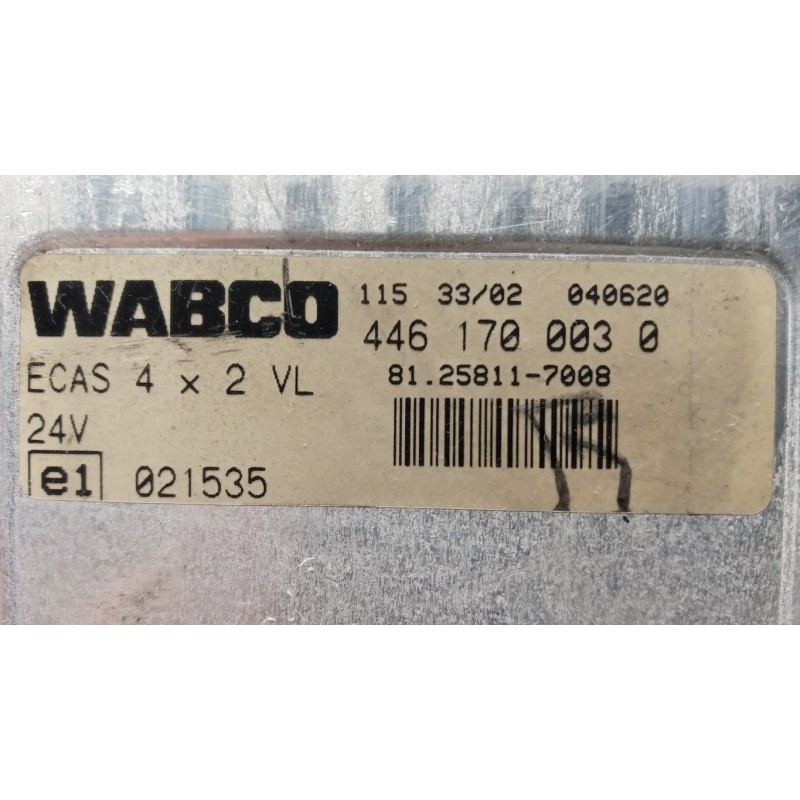 WABCO 115 33/02 040620
446 170 003 0
ECAS 4 x 2 VL 81.25811-7008
24V
e1 021535